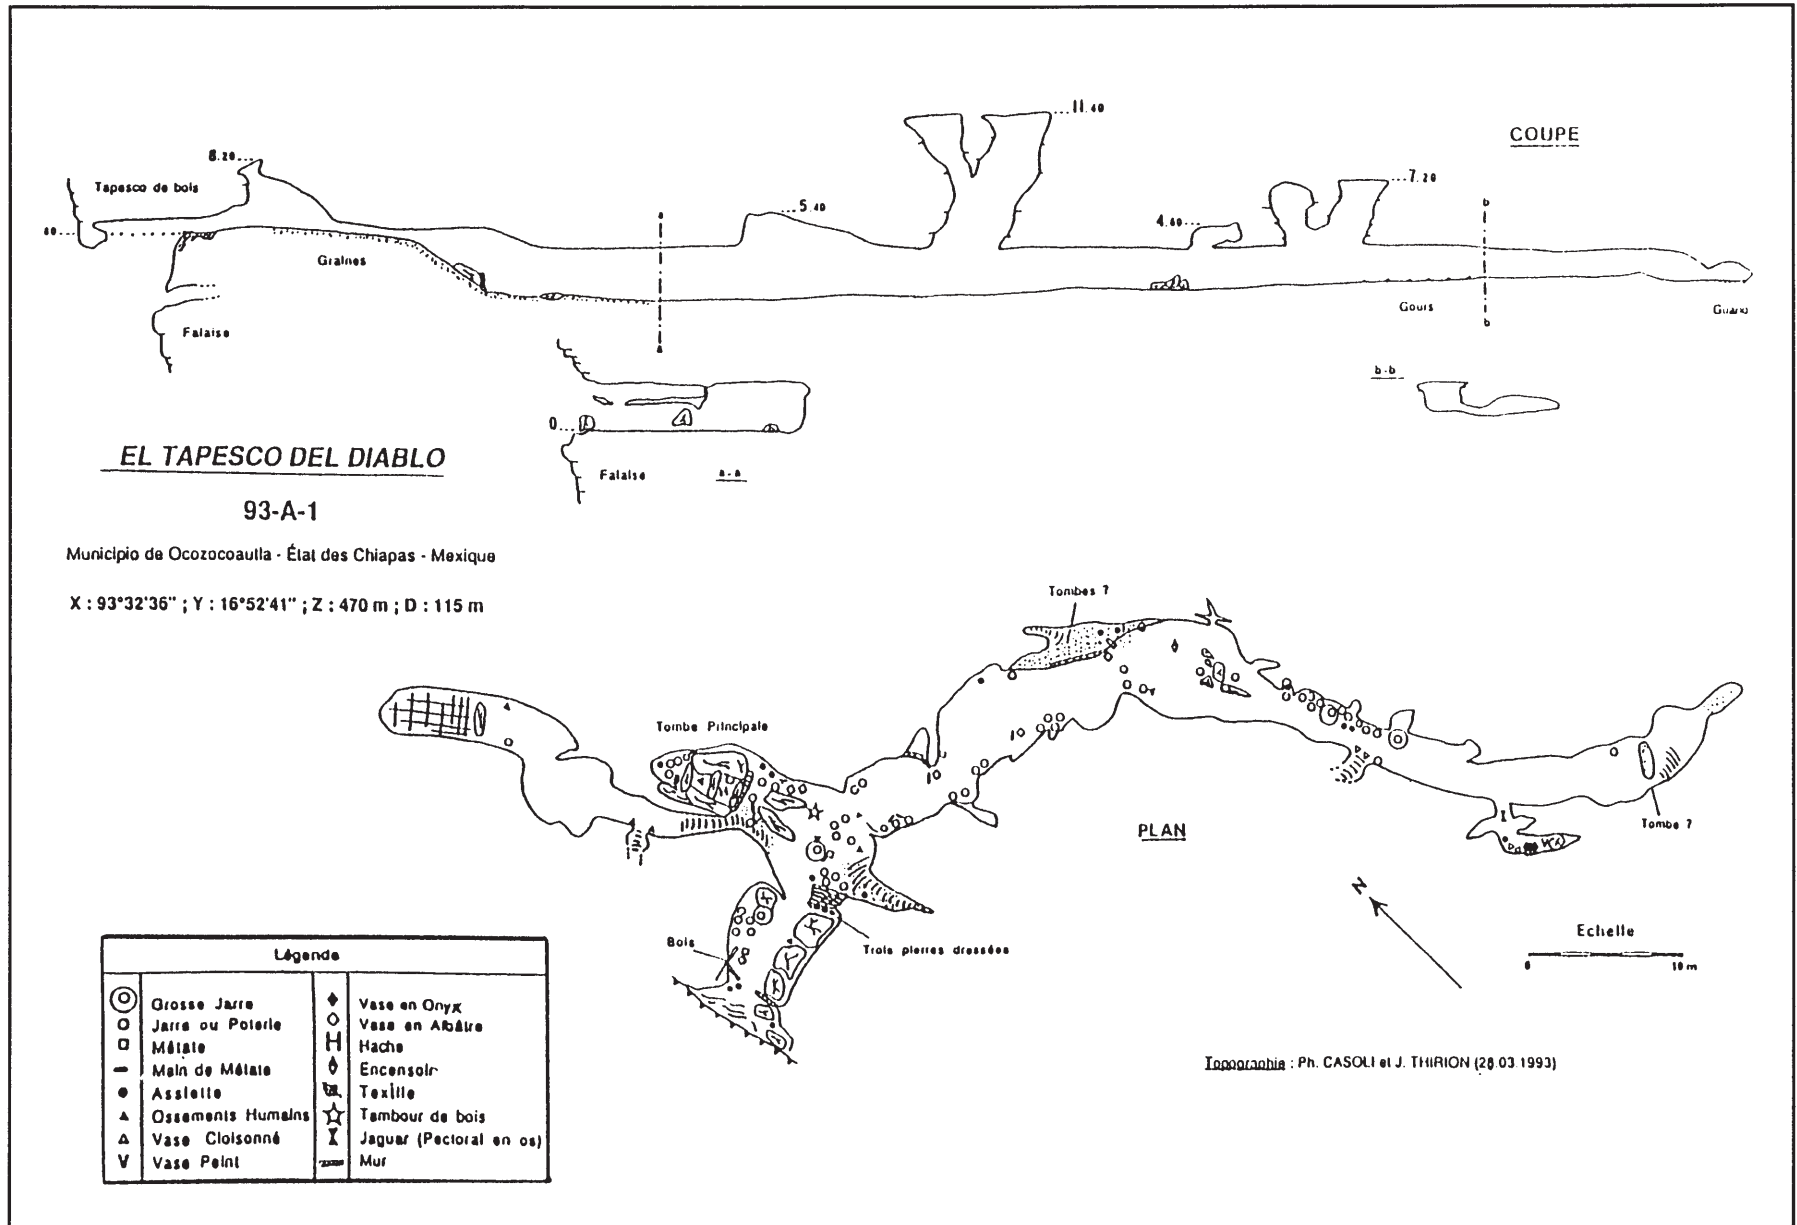 COUPE
11.40
8.20
7.20
Tapesco de bois
5.40
4.60
Graines
Gours
Guano
Falaise
a
b
b
b-b
0
EL TAPESCO DEL DIABLO
Falaise
a-a
93-A-1
Municipio de Ocozocoautla - État des Chiapas - Mexique
X : 93°32'36" ; Y : 16°52'41" ; Z : 470 m ; D : 115 m
Tombes ?
Tombe Principale
PLAN
Tombe ?
N
Echelle
0 10 m
Bois
Trois pierres dressées
Légende
Grosse Jarre
Jarre ou Poterie
Métate
Main de Métate
Assiette
Ossements Humains
Vase Cloisonné
Vase Peint
Vase en Onyx
Vase en Albâtre
Hache
Encensoir
Textile
Tambour de bois
Jaguar (Pectoral en os)
Mur
Topographie : Ph. CASOLI et J. THIRION (28.03.1993)